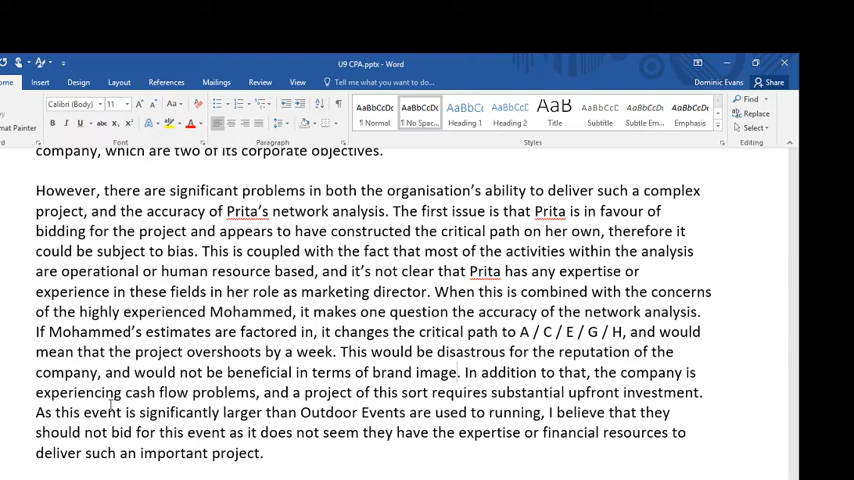 U9 CPA.pptx - Word
Dominic Evans Share
ome Insert Design Layout References Mailings Review View Tell me what you want to do...
Calibri (Body) 11 A A Aa
AaBbCcDc AaBbCcDc AaBbCc AaBbCcD AaB AaBbCcD AaBbCcDc AaBbCcDc
Find
Replace
Select
mat Painter
B I U abc x₂ x² A A
¶ Normal ¶ No Spac... Heading 1 Heading 2 Title Subtitle Subtle Em... Emphasis
Font Paragraph Styles Editing
company, which are two of its corporate objectives.
However, there are significant problems in both the organisation's ability to deliver such a complex
project, and the accuracy of Prita's network analysis. The first issue is that Prita is in favour of
bidding for the project and appears to have constructed the critical path on her own, therefore it
could be subject to bias. This is coupled with the fact that most of the activities within the analysis
are operational or human resource based, and it's not clear that Prita has any expertise or
experience in these fields in her role as marketing director. When this is combined with the concerns
of the highly experienced Mohammed, it makes one question the accuracy of the network analysis.
If Mohammed's estimates are factored in, it changes the critical path to A / C / E / G / H, and would
mean that the project overshoots by a week. This would be disastrous for the reputation of the
company, and would not be beneficial in terms of brand image. In addition to that, the company is
experiencing cash flow problems, and a project of this sort requires substantial upfront investment.
As this event is significantly larger than Outdoor Events are used to running, I believe that they
should not bid for this event as it does not seem they have the expertise or financial resources to
deliver such an important project.